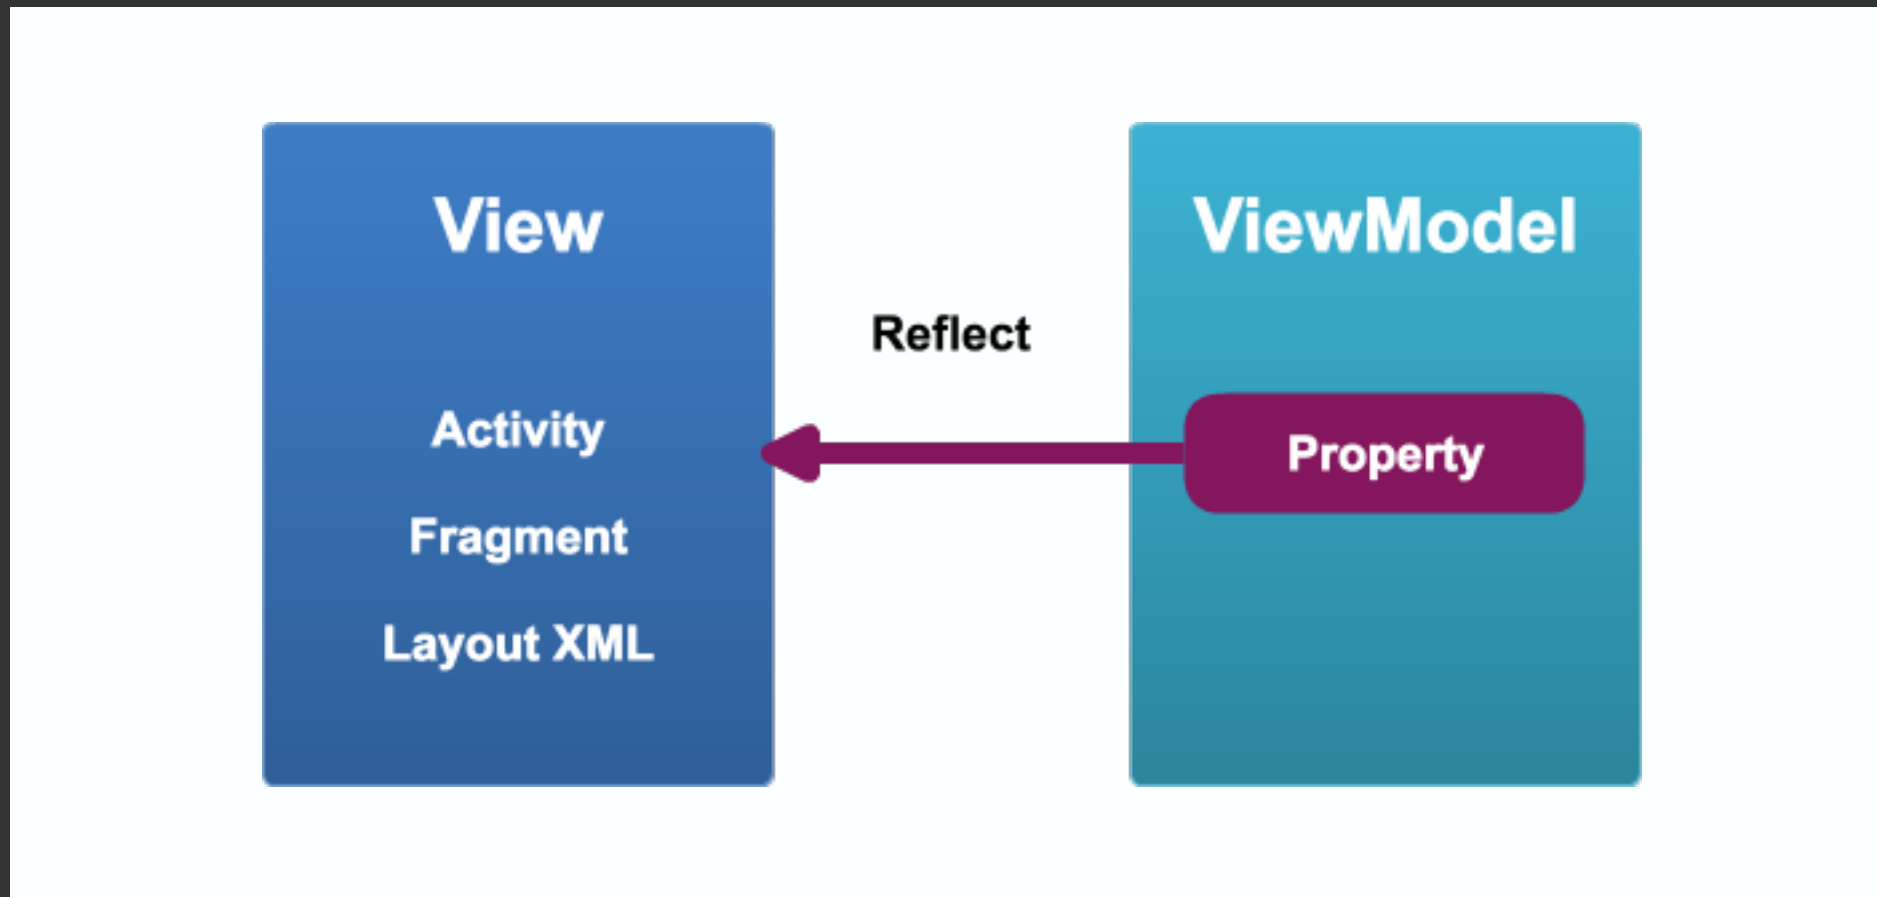 View
Activity
Fragment
Layout XML
Reflect
ViewModel
Property